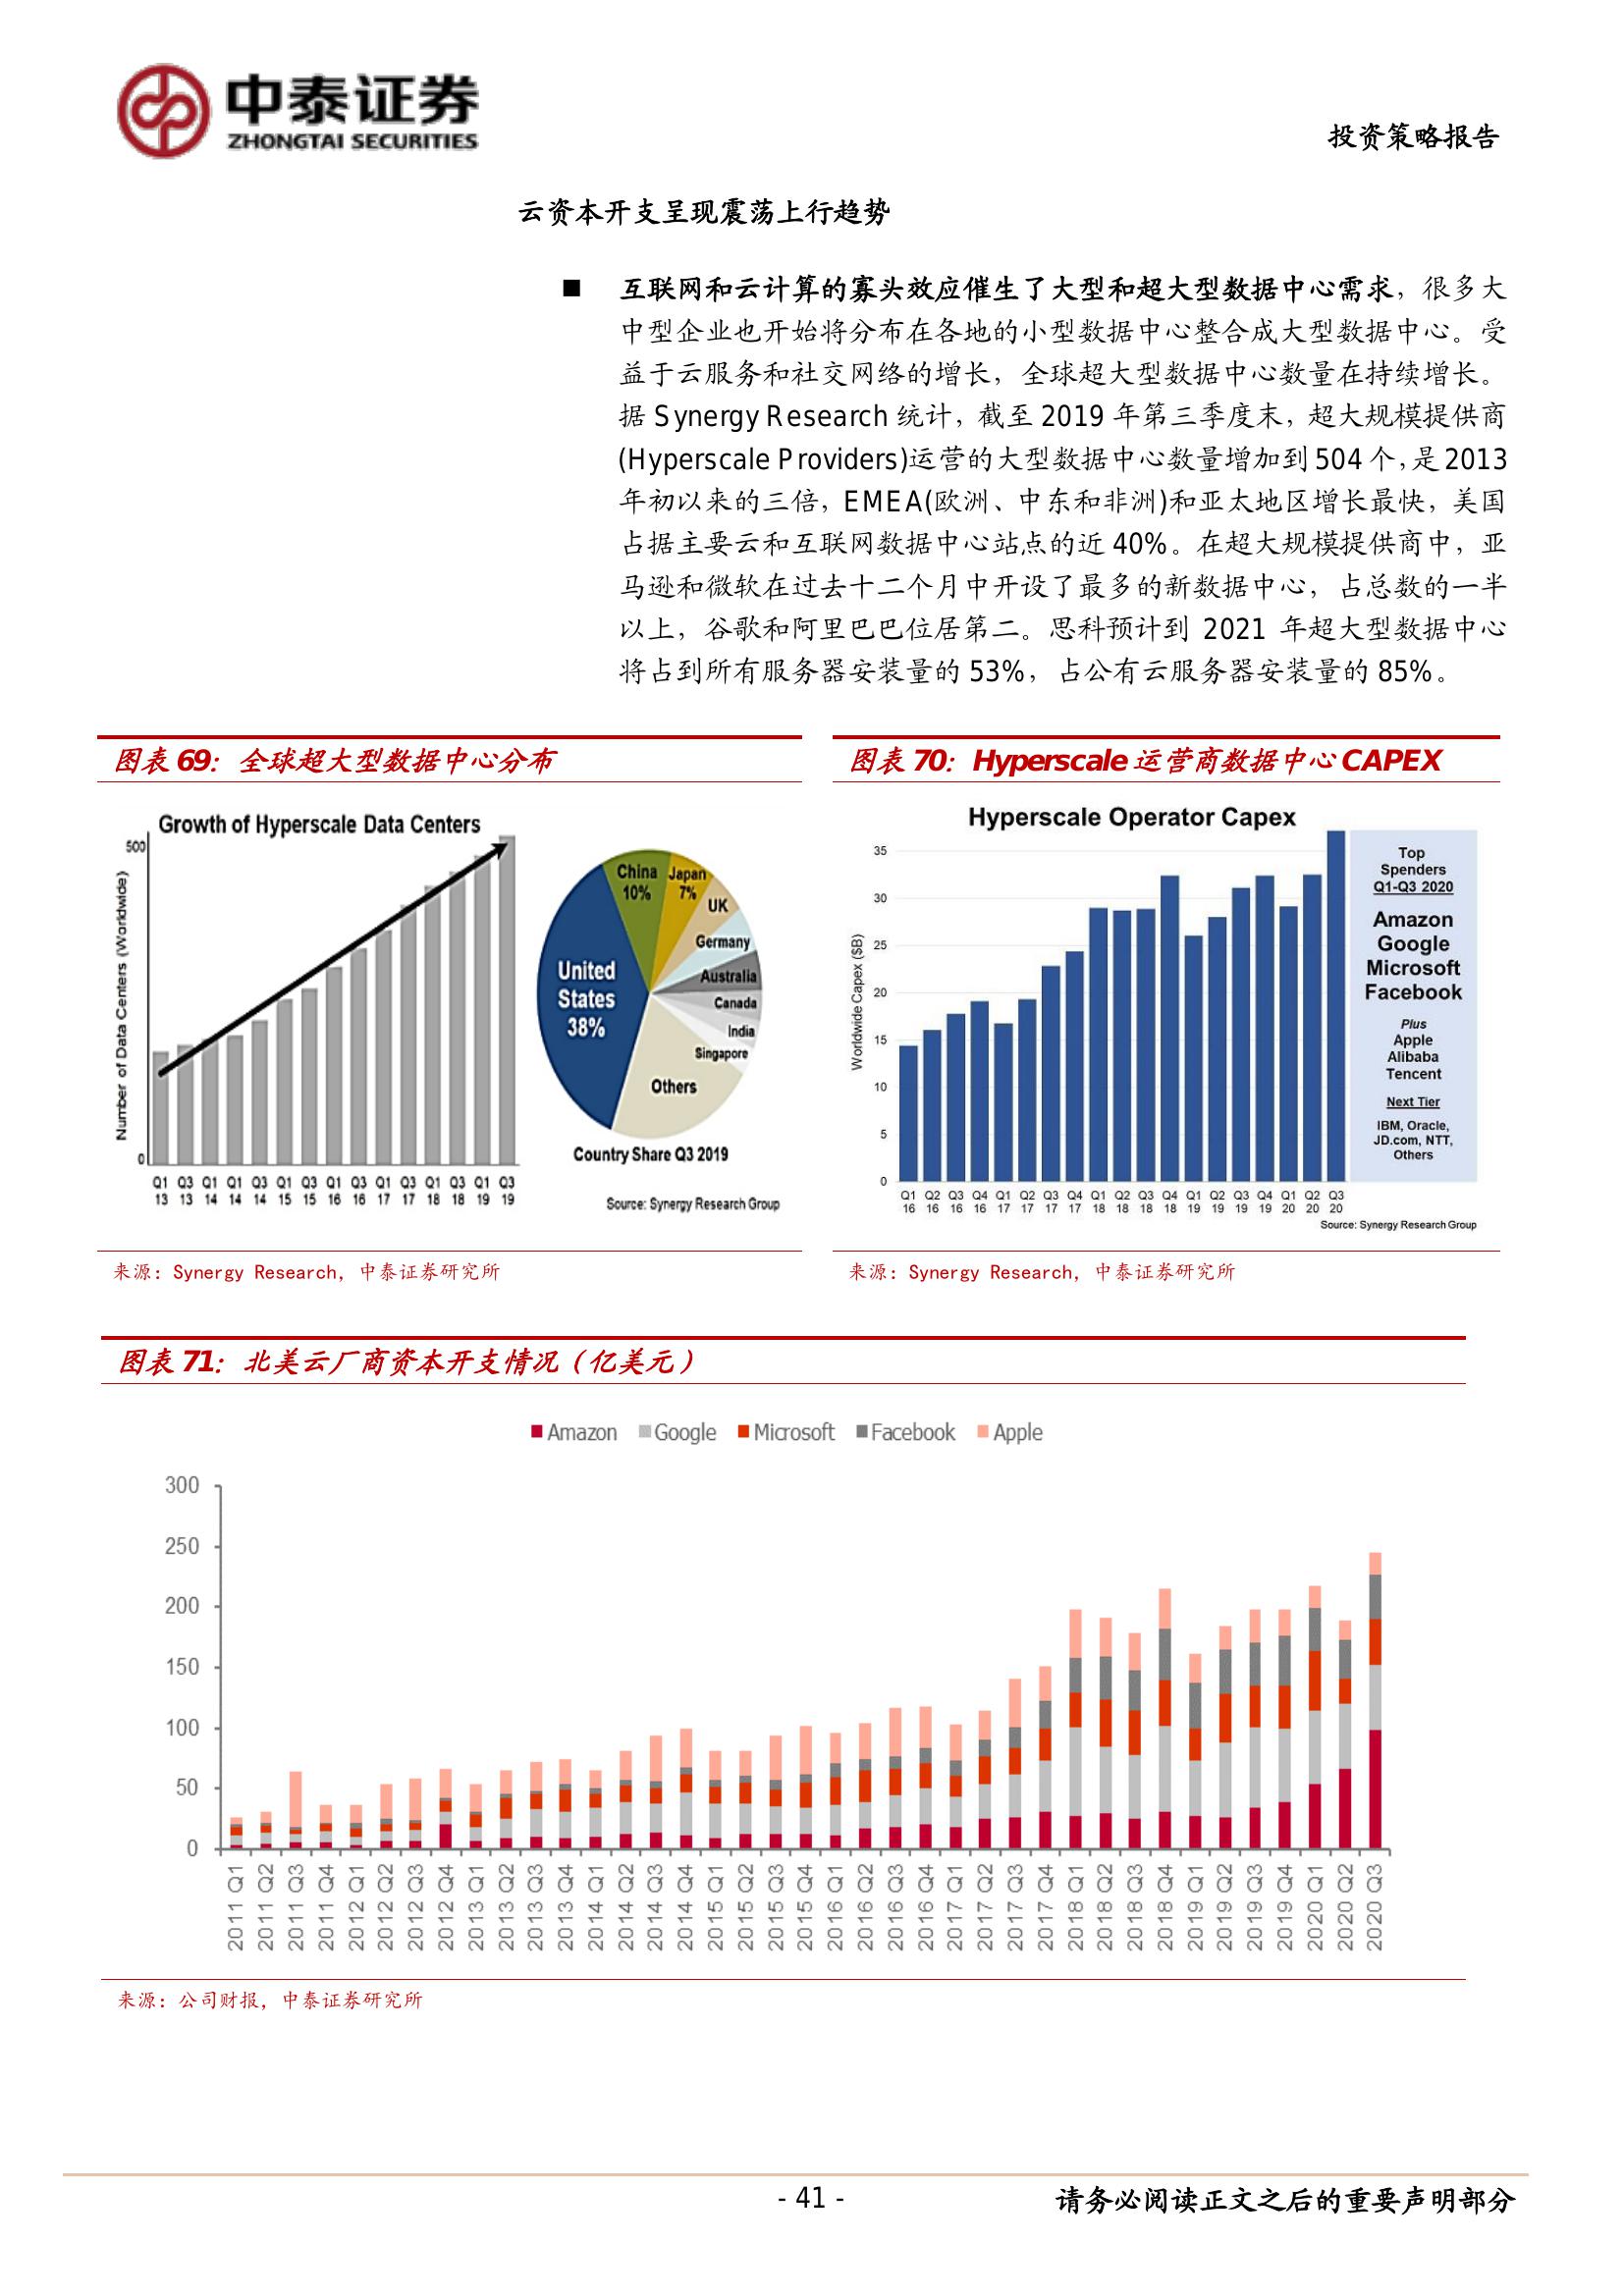 中泰证券
ZHONGTAI SECURITIES
投资策略报告
云资本开支呈现震荡上行趋势
■ 互联网和云计算的寡头效应催生了大型和超大型数据中心需求，很多大
中型企业也开始将分布在各地的小型数据中心整合成大型数据中心。受
益于云服务和社交网络的增长，全球超大型数据中心数量在持续增长。
据 Synergy Research 统计，截至 2019 年第三季度末，超大规模提供商
(Hyperscale Providers)运营的大型数据中心数量增加到 504 个，是 2013
年初以来的三倍，EMEA(欧洲、中东和非洲)和亚太地区增长最快，美国
占据主要云和互联网数据中心站点的近 40%。在超大规模提供商中，亚
马逊和微软在过去十二个月中开设了最多的新数据中心，占总数的一半
以上，谷歌和阿里巴巴位居第二。思科预计到 2021 年超大型数据中心
将占到所有服务器安装量的 53%，占公有云服务器安装量的 85%。
图表 69：全球超大型数据中心分布
Growth of Hyperscale Data Centers
Number of Data Centers (Worldwide)
500
0
Q1 Q3 Q1 Q4 Q3 Q1 Q3 Q1 Q3 Q1 Q3 Q1 Q3 Q1 Q3
13 13 14 14 14 15 15 16 16 17 17 18 18 19 19
China
10%
Japan
7%
UK
Germany
Australia
Canada
India
Singapore
Others
United
States
38%
Country Share Q3 2019
Source: Synergy Research Group
来源：Synergy Research，中泰证券研究所
图表 70：Hyperscale 运营商数据中心 CAPEX
Hyperscale Operator Capex
Worldwide Capex ($B)
35
30
25
20
15
10
5
0
Q1 Q2 Q3 Q4 Q1 Q2 Q3 Q4 Q1 Q2 Q3 Q4 Q1 Q2 Q3 Q4 Q1 Q2 Q3
16 16 16 16 17 17 17 17 18 18 18 18 19 19 19 19 20 20 20
Top
Spenders
Q1-Q3 2020
Amazon
Google
Microsoft
Facebook
Plus
Apple
Alibaba
Tencent
Next Tier
IBM, Oracle,
JD.com, NTT,
Others
Source: Synergy Research Group
来源：Synergy Research，中泰证券研究所
图表 71：北美云厂商资本开支情况（亿美元）
Amazon Google Microsoft Facebook Apple
300
250
200
150
100
50
0
2011 Q1
2011 Q2
2011 Q3
2011 Q4
2012 Q1
2012 Q2
2012 Q3
2012 Q4
2013 Q1
2013 Q2
2013 Q3
2013 Q4
2014 Q1
2014 Q2
2014 Q3
2014 Q4
2015 Q1
2015 Q2
2015 Q3
2015 Q4
2016 Q1
2016 Q2
2016 Q3
2016 Q4
2017 Q1
2017 Q2
2017 Q3
2017 Q4
2018 Q1
2018 Q2
2018 Q3
2018 Q4
2019 Q1
2019 Q2
2019 Q3
2019 Q4
2020 Q1
2020 Q2
2020 Q3
来源：公司财报，中泰证券研究所
- 41 -
请务必阅读正文之后的重要声明部分